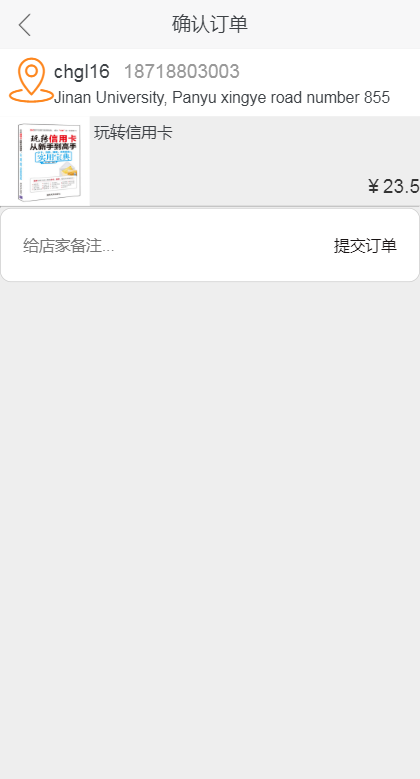 确认订单
chgl16 18718803003
Jinan University, Panyu xingye road number 855
玩转信用卡
玩转信用卡
从新手到高手
实用宝典
¥ 23.5
给店家备注... 提交订单